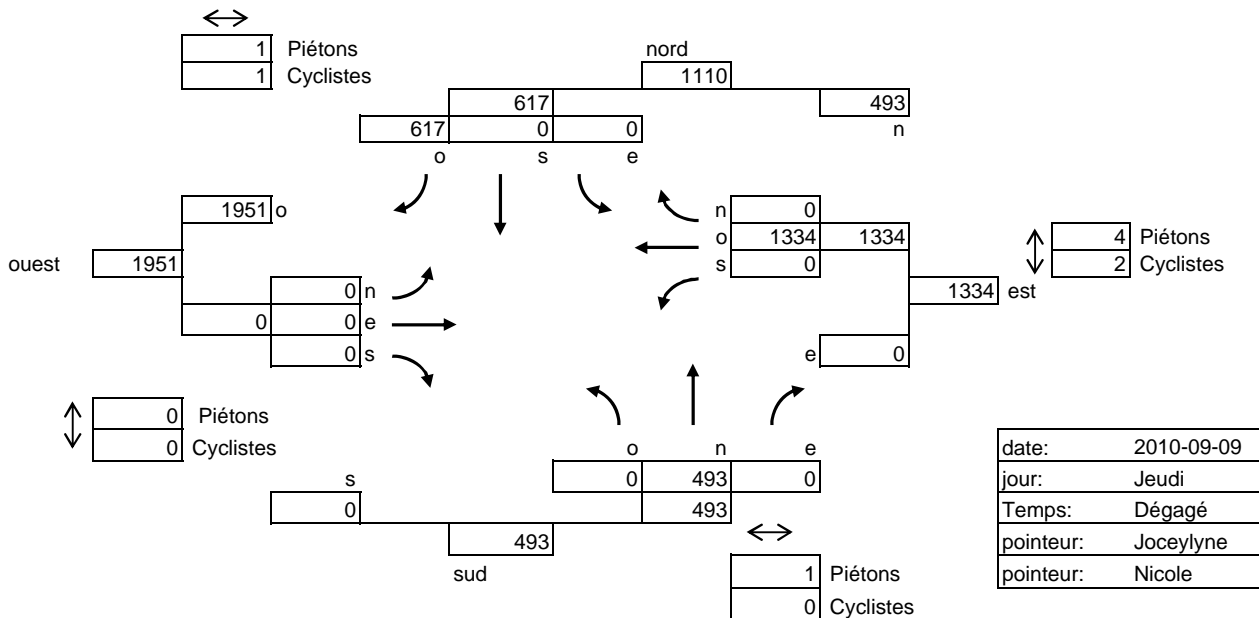 1 Piétons
1 Cyclistes
nord
1110
617
493
617 0 0
n
o s e
1951 o
n 0
o 1334 1334
s 0
4 Piétons
2 Cyclistes
ouest 1951
1334 est
0 n
0 0 e
0 s
e 0
0 Piétons
0 Cyclistes
o n e
0 493 0
493
s
0
493
sud
1 Piétons
0 Cyclistes
date: 2010-09-09
jour: Jeudi
Temps: Dégagé
pointeur: Joceylyne
pointeur: Nicole